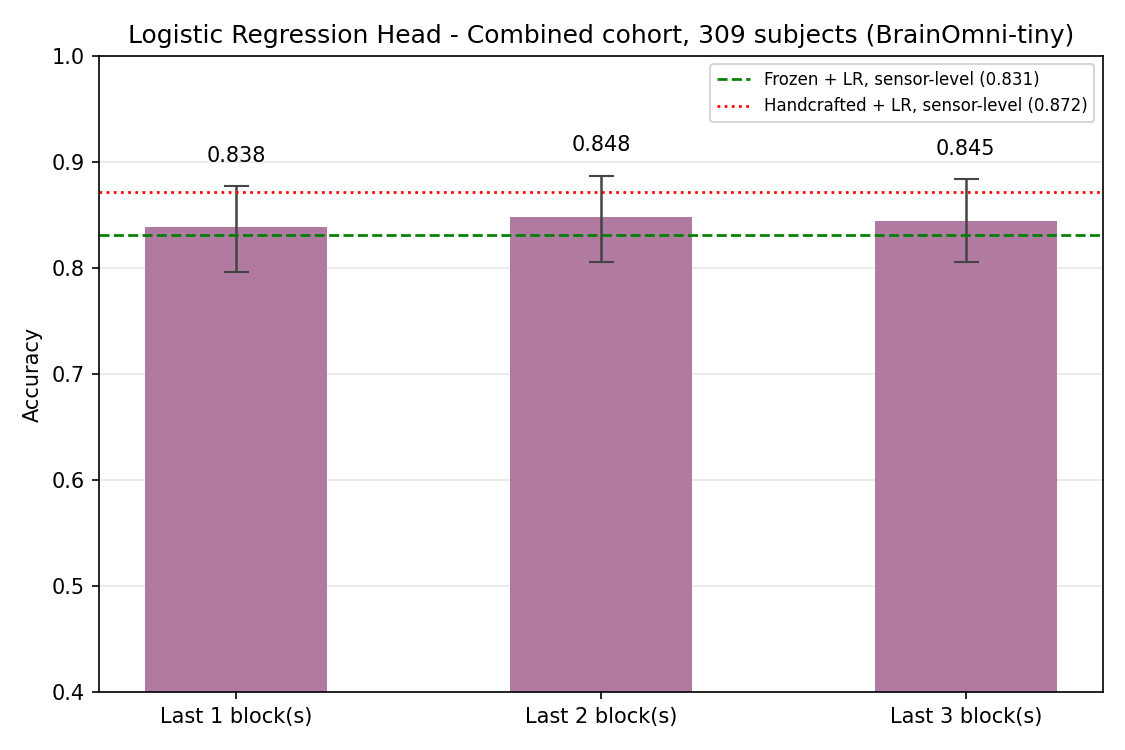 Logistic Regression Head - Combined cohort, 309 subjects (BrainOmni-tiny)
Frozen + LR, sensor-level (0.831)
Handcrafted + LR, sensor-level (0.872)
Accuracy
1.0
0.9
0.8
0.7
0.6
0.5
0.4
0.838
0.848
0.845
Last 1 block(s)
Last 2 block(s)
Last 3 block(s)